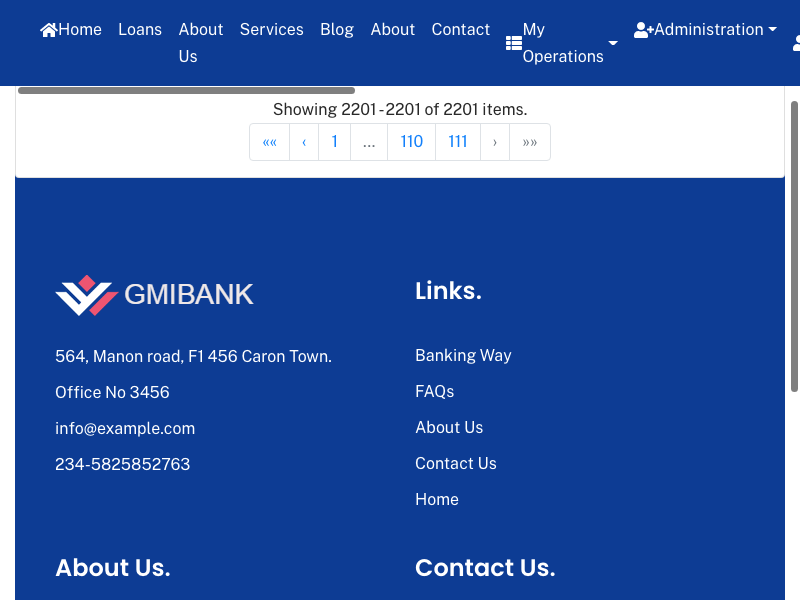 Home Loans About Us Services Blog About Contact My Operations Administration
Showing 2201 - 2201 of 2201 items.
«« ‹ 1 ... 110 111 › »»
GMIBANK
564, Manon road, F1 456 Caron Town.
Office No 3456
info@example.com
234-5825852763
Links.
Banking Way
FAQs
About Us
Contact Us
Home
About Us.
Contact Us.